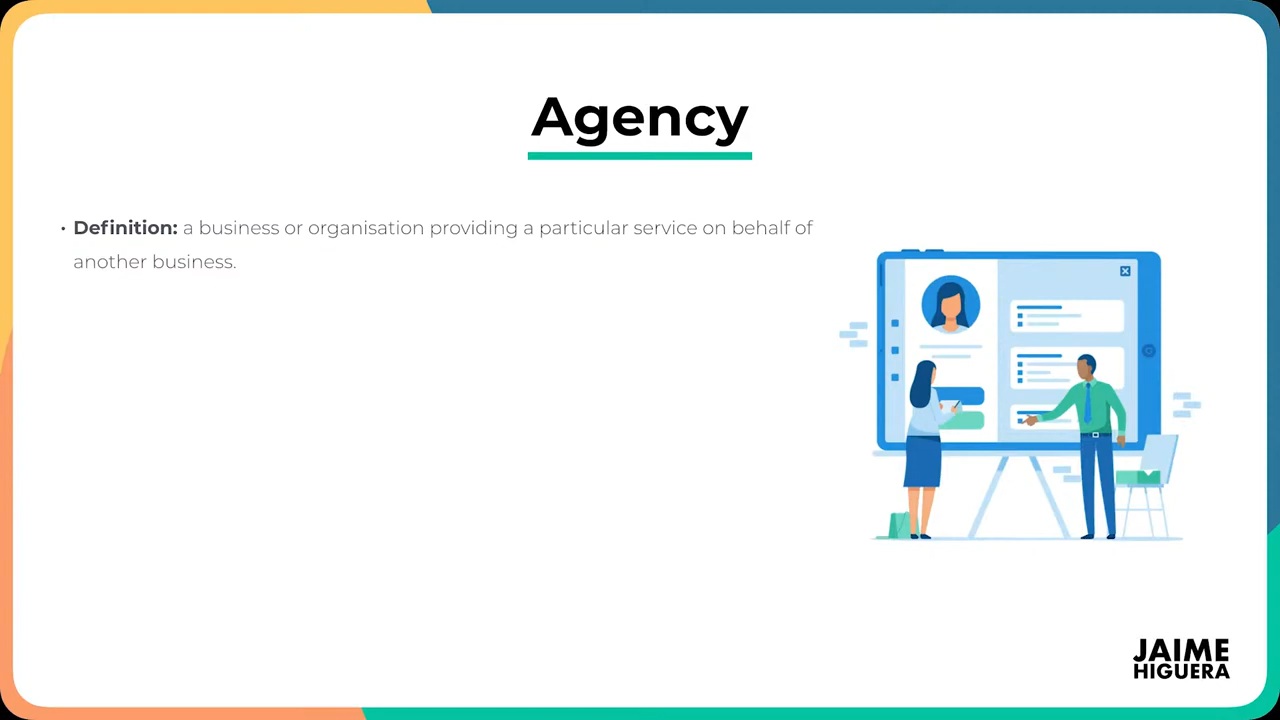 Agency
• Definition: a business or organisation providing a particular service on behalf of
another business.
JAIME
HIGUERA